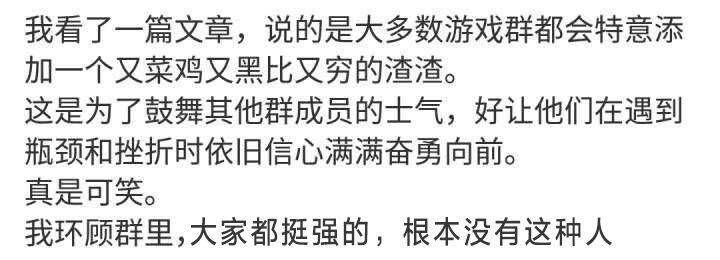 我看了一篇文章，说的是大多数游戏群都会特意添
加一个又菜鸡又黑比又穷的渣渣。
这是为了鼓舞其他群成员的士气，好让他们在遇到
瓶颈和挫折时依旧信心满满奋勇向前。
真是可笑。
我环顾群里,大家都挺强的，根本没有这种人